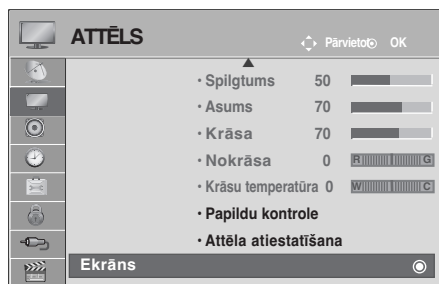 ATTĒLS
Pārvietot OK
• Spilgtums 50
• Asums 70
• Krāsa 70
• Nokrāsa 0 R G
• Krāsu temperatūra 0 W C
• Papildu kontrole
• Attēla atiestatīšana
Ekrāns